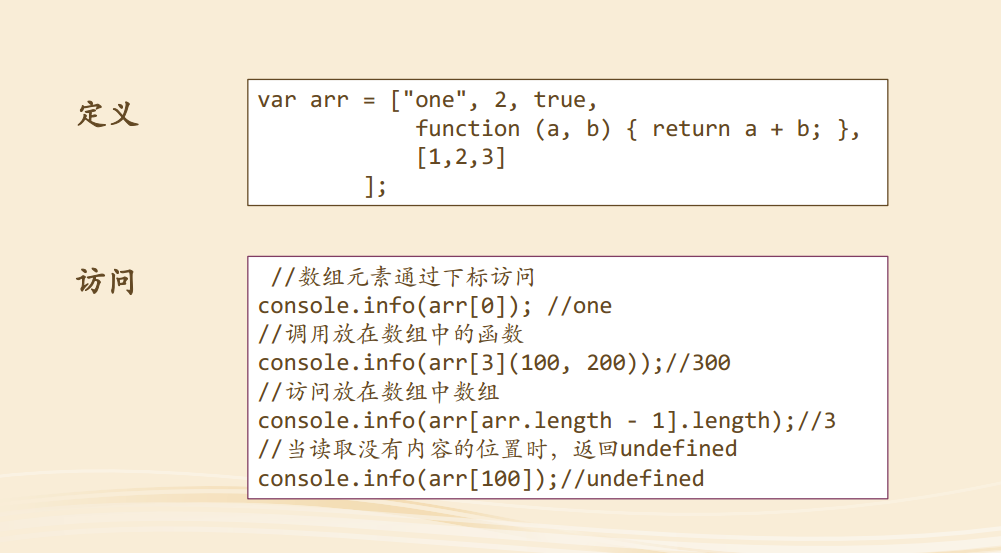 定义
var arr = ["one", 2, true,
function (a, b) { return a + b; },
[1,2,3]
];
访问
//数组元素通过下标访问
console.info(arr[0]); //one
//调用放在数组中的函数
console.info(arr[3](100, 200));//300
//访问放在数组中数组
console.info(arr[arr.length - 1].length);//3
//当读取没有内容的位置时，返回undefined
console.info(arr[100]);//undefined